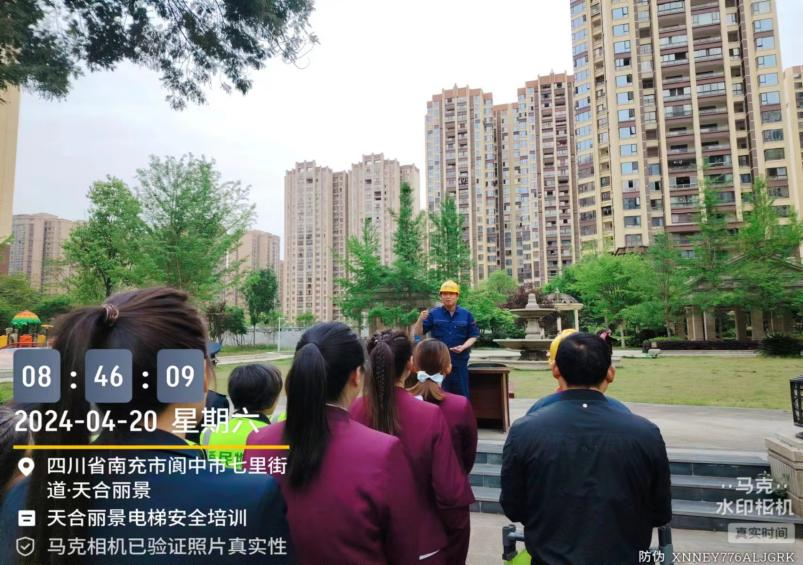 08:46:09
2024-04-20 星期六
四川省南充市阆中市七里街
道·天合丽景
天合丽景电梯安全培训
马克相机已验证照片真实性
马克
水印相机
真实时间
防伪 XNNEY776ALJGRK